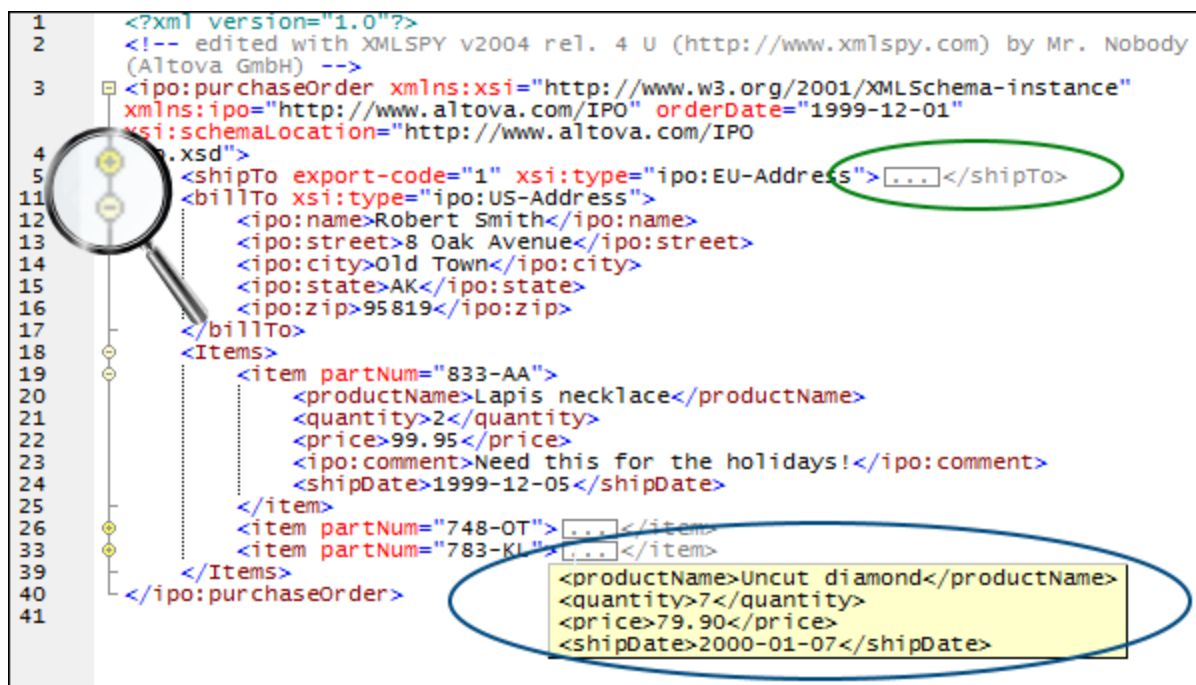 1 <?xml version="1.0"?>
2 <!-- edited with XMLSPY v2004 rel. 4 U (http://www.xmlspy.com) by Mr. Nobody
(Altova GmbH) -->
3 <ipo:purchaseOrder xmlns:xsi="http://www.w3.org/2001/XMLSchema-instance"
xmlns:ipo="http://www.altova.com/IPO" orderDate="1999-12-01"
xsi:schemaLocation="http://www.altova.com/IPO
4 .xsd">
5 <shipTo export-code="1" xsi:type="ipo:EU-Address">...</shipTo>
11 <billTo xsi:type="ipo:US-Address">
12 <ipo:name>Robert Smith</ipo:name>
13 <ipo:street>8 Oak Avenue</ipo:street>
14 <ipo:city>Old Town</ipo:city>
15 <ipo:state>AK</ipo:state>
16 <ipo:zip>95819</ipo:zip>
17 </billTo>
18 <Items>
19 <item partNum="833-AA">
20 <productName>Lapis necklace</productName>
21 <quantity>2</quantity>
22 <price>99.95</price>
23 <ipo:comment>Need this for the holidays!</ipo:comment>
24 <shipDate>1999-12-05</shipDate>
25 </item>
26 <item partNum="748-OT">...</item>
33 <item partNum="783-KL">...</item>
39 </Items>
40 </ipo:purchaseOrder>
41
<productName>Uncut diamond</productName>
<quantity>7</quantity>
<price>79.90</price>
<shipDate>2000-01-07</shipDate>